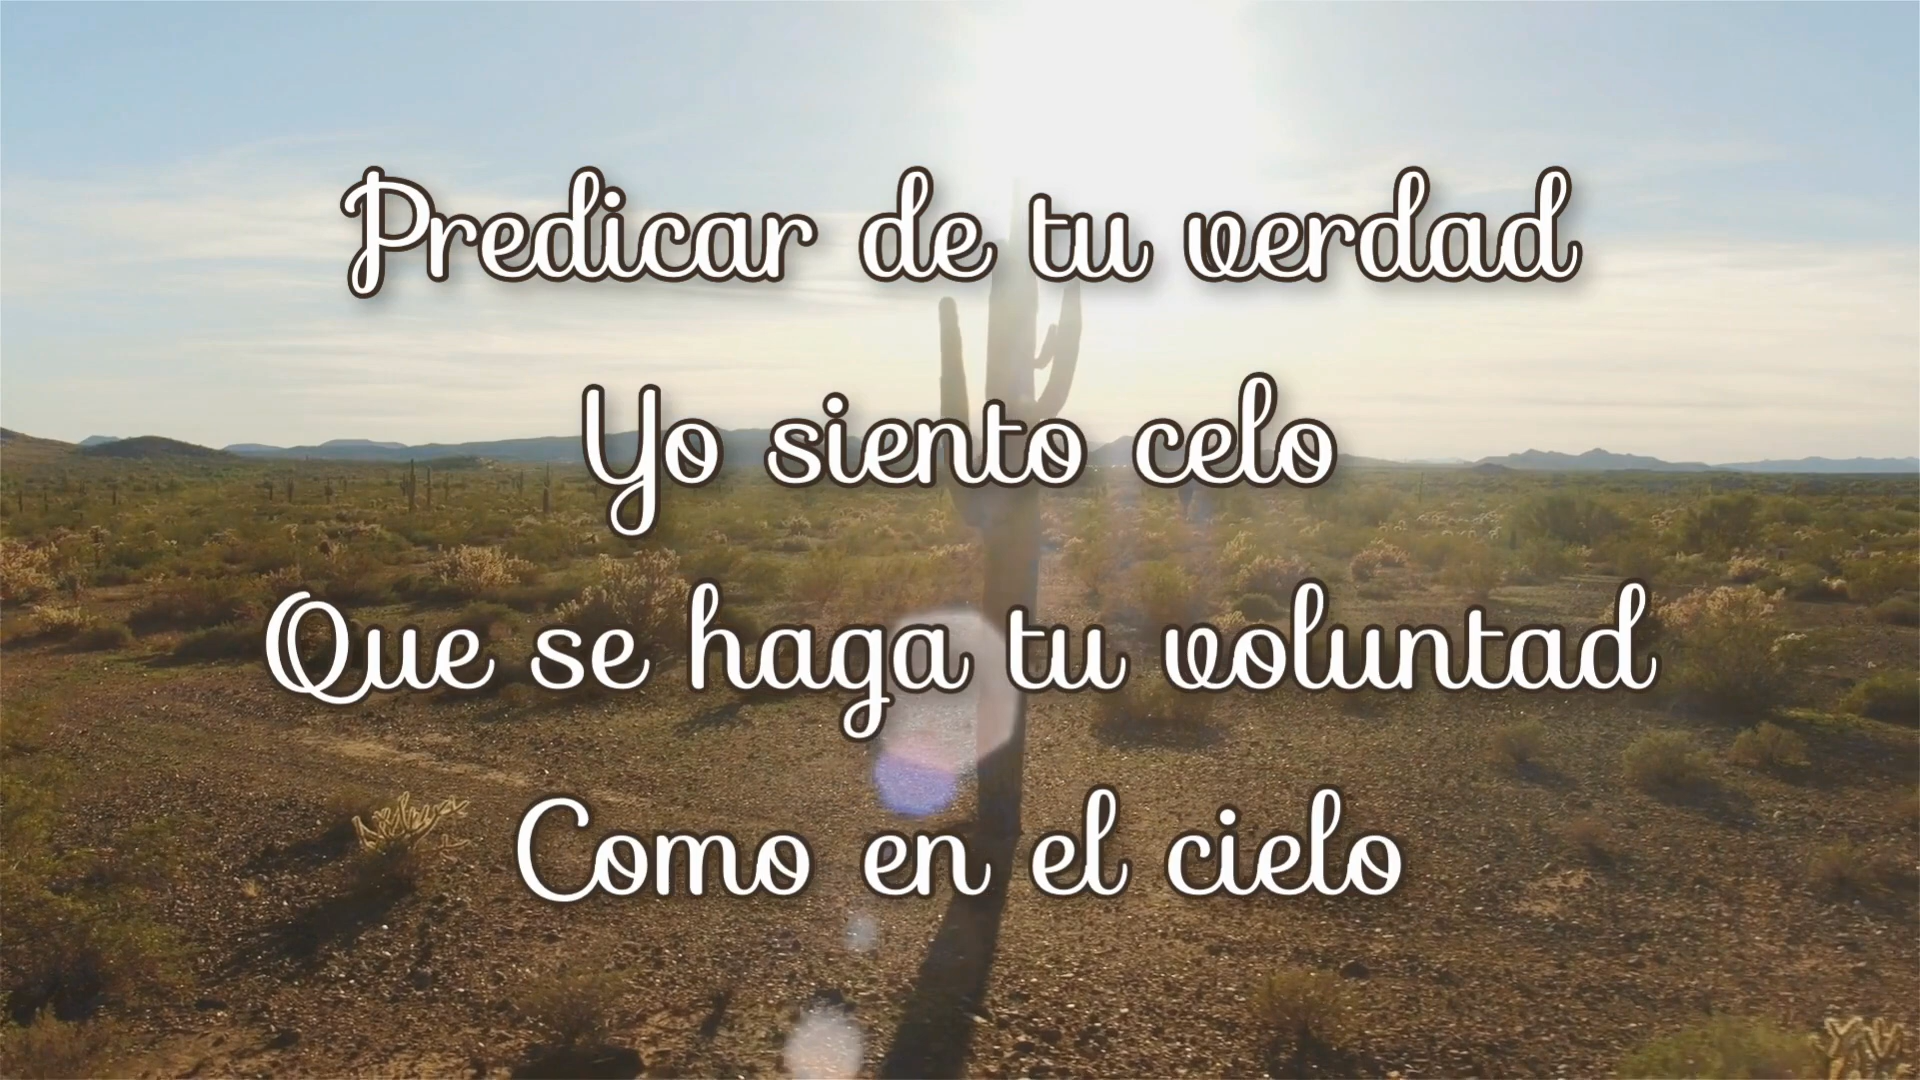 Predicar de tu verdad
Yo siento celo
Que se haga tu voluntad
Como en el cielo